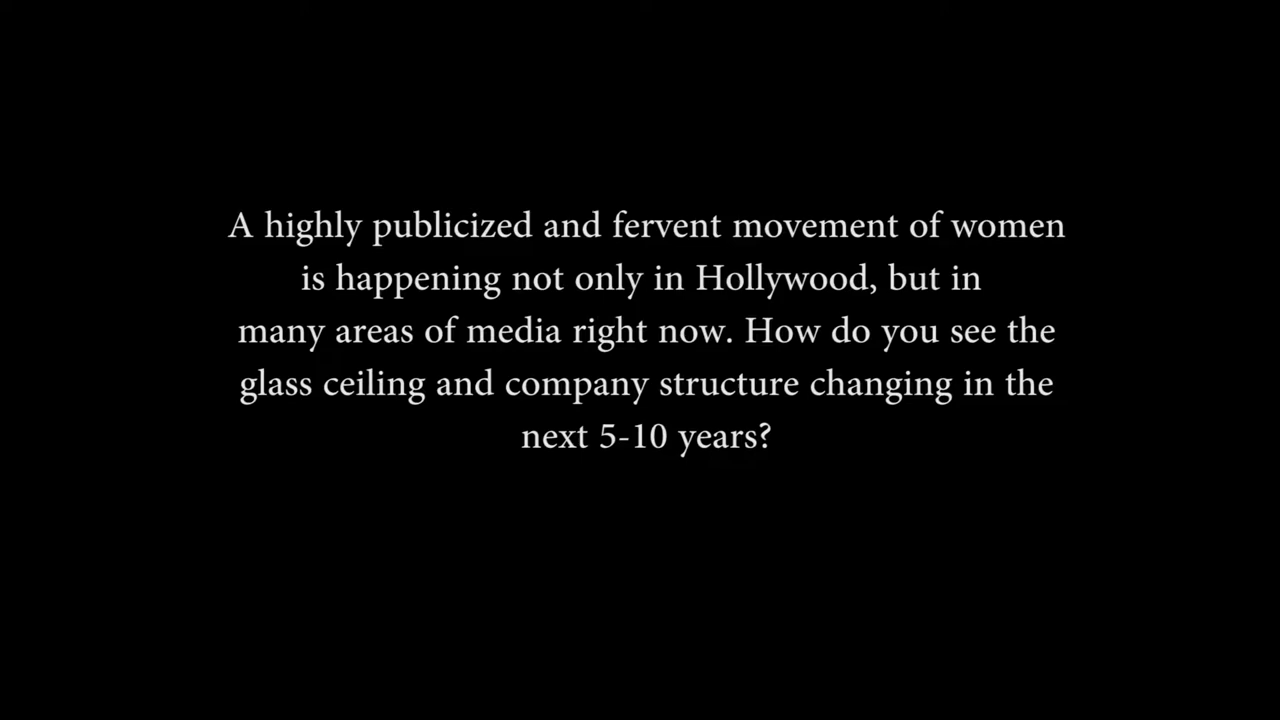 A highly publicized and fervent movement of women
is happening not only in Hollywood, but in
many areas of media right now. How do you see the
glass ceiling and company structure changing in the
next 5-10 years?